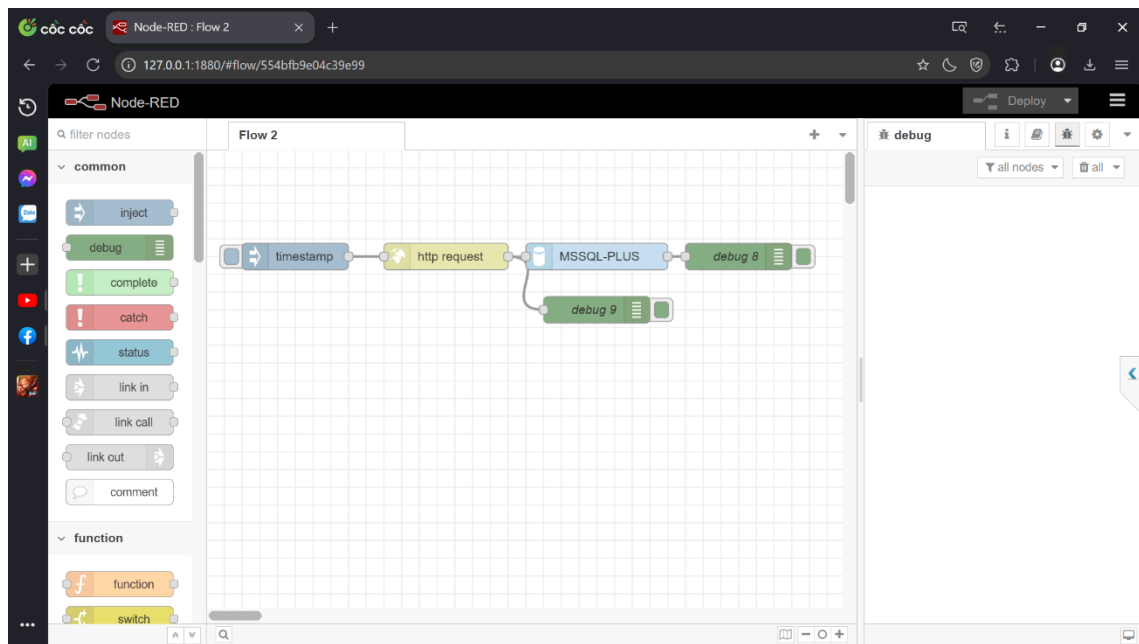 cốc cốc
Node-RED : Flow 2
127.0.0.1:1880/#flow/554bfb9e04c39e99
Node-RED
Deploy
filter nodes
Flow 2
debug
all nodes
all
common
inject
debug
complete
catch
status
link in
link call
link out
comment
function
function
switch
timestamp
http request
MSSQL-PLUS
debug 8
debug 9
AI
Zalo